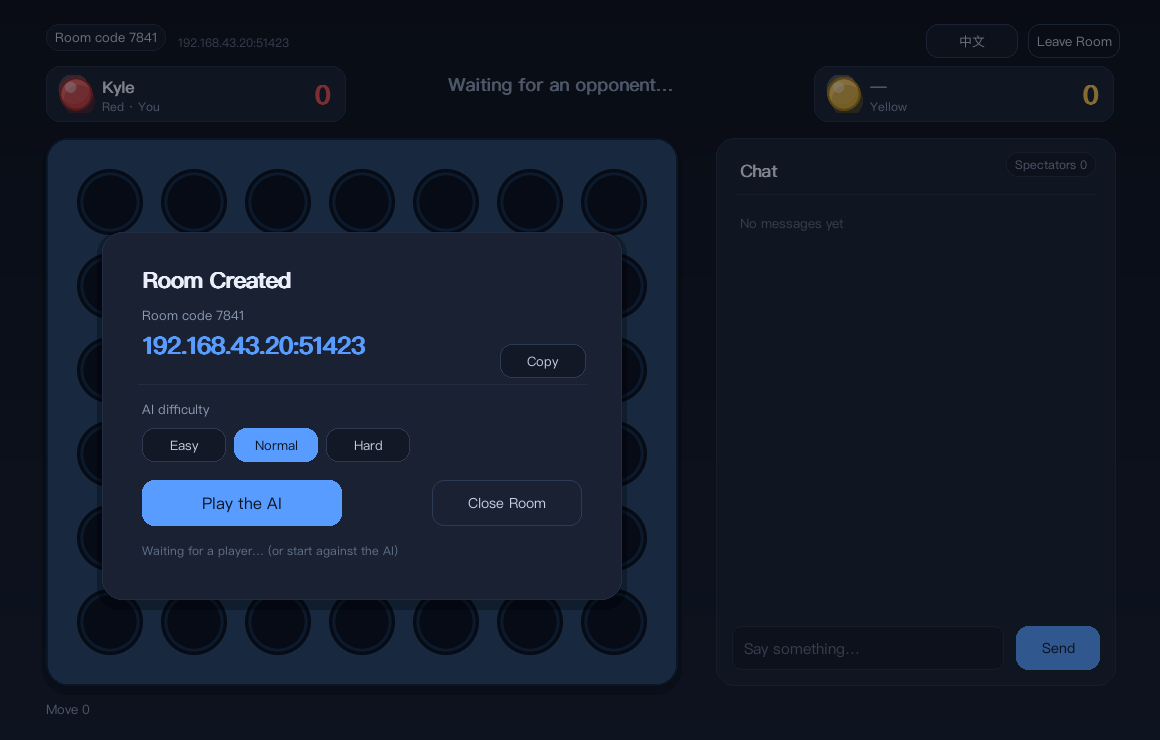 Room code 7841
192.168.43.20:51423
中文
Leave Room
Kyle
Red · You
0
Waiting for an opponent...
—
Yellow
0
Chat
Spectators 0
No messages yet
Room Created
Room code 7841
192.168.43.20:51423
Copy
AI difficulty
Easy
Normal
Hard
Play the AI
Close Room
Waiting for a player... (or start against the AI)
Say something...
Send
Move 0